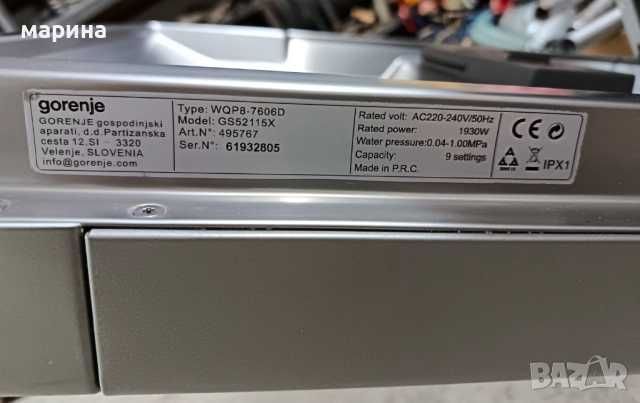 марина
gorenje
GORENJE gospodinjski
aparati, d.d.Partizanska
cesta 12,SI - 3320
Velenje, SLOVENIA
info@gorenje.com
Type: WQP8-7606D
Model: GS52115X
Art.N°: 495767
Ser.N°: 61932805
Rated volt: AC220-240V/50Hz
Rated power: 1930W
Water pressure:0.04-1.00MPa
Capacity: 9 settings
Made in P.R.C.
CE
IPX1
bazar.bg